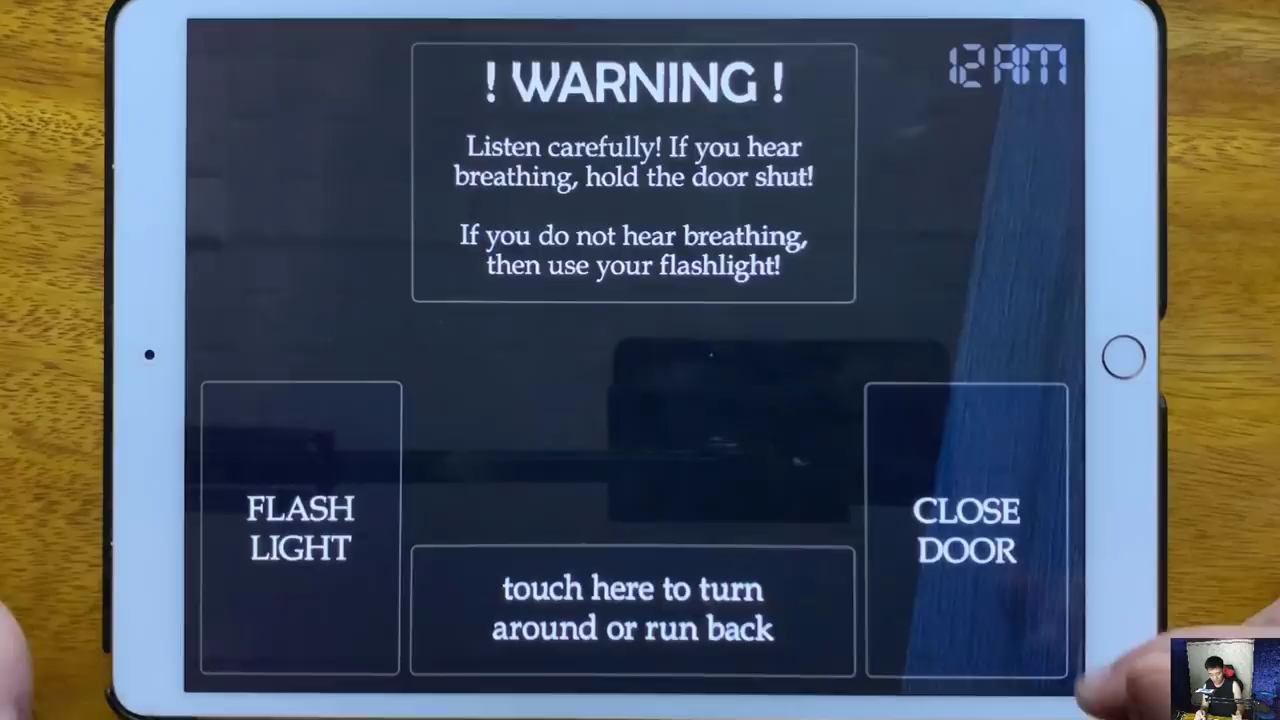 12 AM
! WARNING !
Listen carefully! If you hear
breathing, hold the door shut!
If you do not hear breathing,
then use your flashlight!
FLASH
LIGHT
CLOSE
DOOR
touch here to turn
around or run back